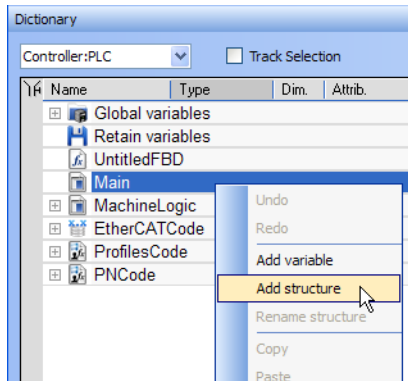 Dictionary
Controller:PLC Track Selection
Name Type Dim. Attrib.
Global variables
Retain variables
UntitledFBD
Main
MachineLogic
EtherCATCode
ProfilesCode
PNCode
Undo
Redo
Add variable
Add structure
Rename structure
Copy
Paste